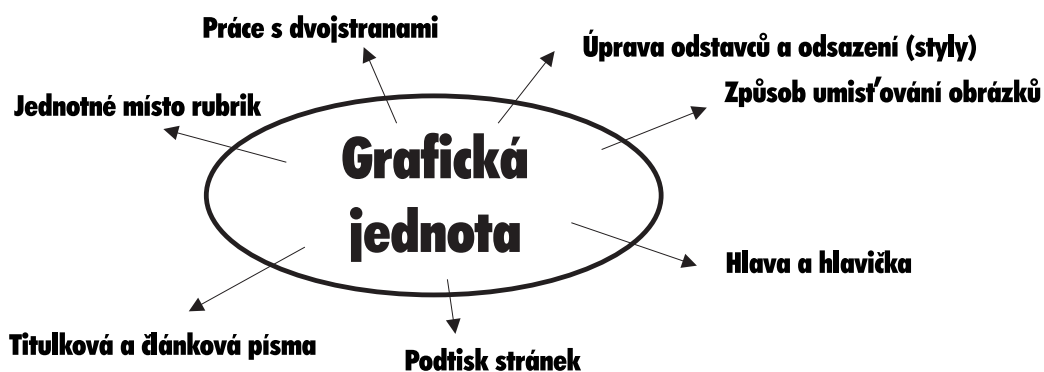 Práce s dvojstranami
Úprava odstavců a odsazení (styly)
Jednotné místo rubrik
Způsob umisťování obrázků
Grafická
jednota
Hlava a hlavička
Titulková a článková písma
Podtisk stránek